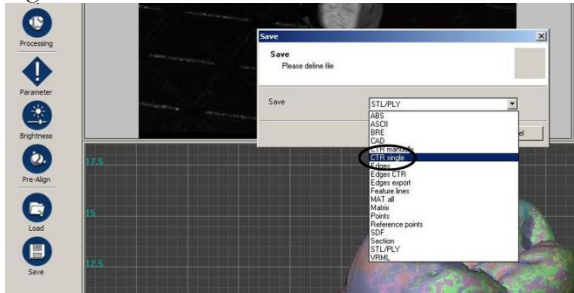 Processing
Parameter
Brightness
Pre-Align
Load
Save
Save
Save
Please define file
Save
STL/PLY
ABS
ASCII
BRE
CAD
CTR manually
CTR single
Edges
Edges CTR
Edges export
Feature lines
MAT all
Matrix
Points
Reference points
SDF
Section
STL/PLY
VRML
17.5
15
12.5